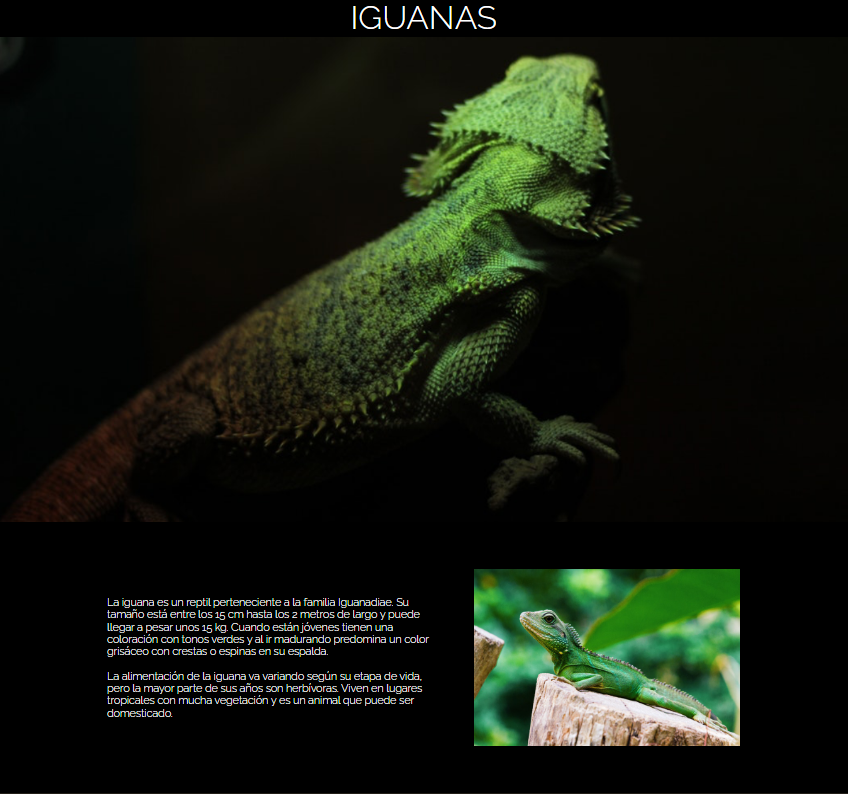 IGUANAS
La iguana es un reptil perteneciente a la familia Iguanadiae. Su
tamaño está entre los 15 cm hasta los 2 metros de largo y puede
llegar a pesar unos 15 kg. Cuando están jóvenes tienen una
coloración con tonos verdes y al ir madurando predomina un color
grisáceo con crestas o espinas en su espalda.
La alimentación de la iguana va variando según su etapa de vida,
pero la mayor parte de sus años son herbívoras. Viven en lugares
tropicales con mucha vegetación y es un animal que puede ser
domesticado.